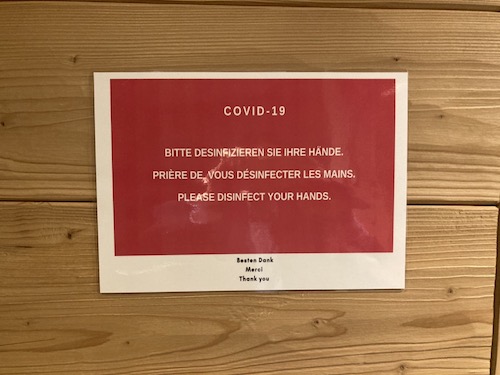 COVID-19
BITTE DESINFIZIEREN SIE IHRE HÄNDE.
PRIÈRE DE VOUS DÉSINFECTER LES MAINS.
PLEASE DISINFECT YOUR HANDS.
Besten Dank
Merci
Thank you